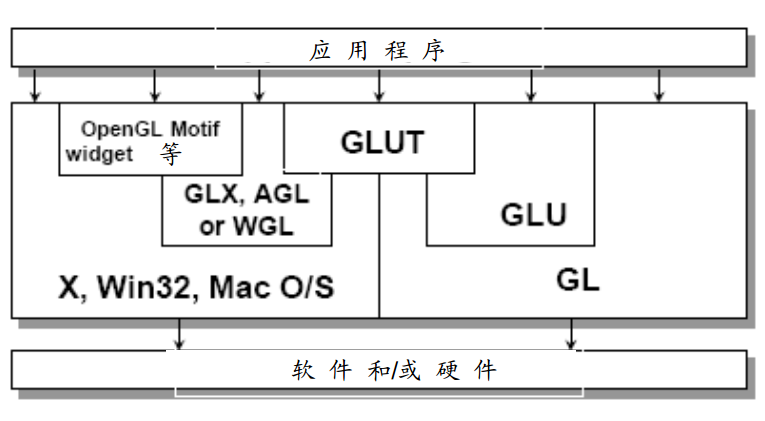 应 用 程 序
OpenGL Motif
widget 等
GLUT
GLX, AGL
or WGL
GLU
X, Win32, Mac O/S
GL
软 件 和/或 硬 件